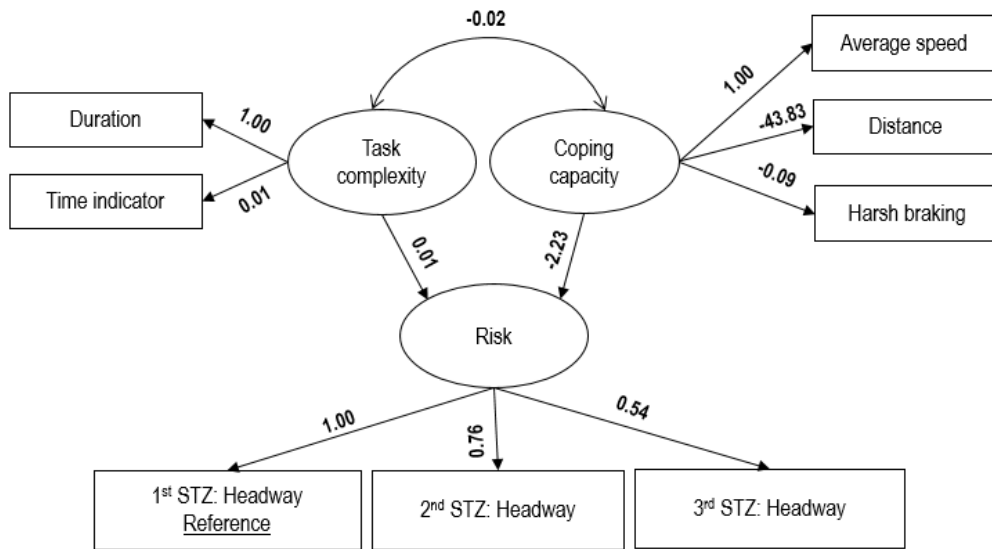 -0.02
Average speed
1.00
Duration
1.00
Task
complexity
Coping
capacity
-43.83
Distance
Time indicator
0.01
-0.09
Harsh braking
0.01
-2.23
Risk
1.00
0.76
0.54
1st STZ: Headway
Reference
2nd STZ: Headway
3rd STZ: Headway